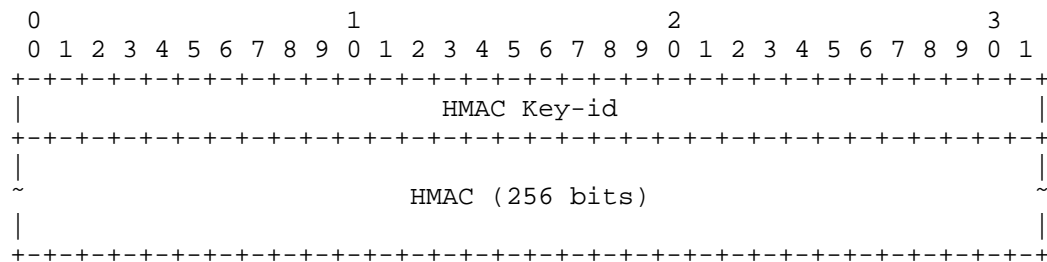 0                   1                   2                   3
 0 1 2 3 4 5 6 7 8 9 0 1 2 3 4 5 6 7 8 9 0 1 2 3 4 5 6 7 8 9 0 1
+-+-+-+-+-+-+-+-+-+-+-+-+-+-+-+-+-+-+-+-+-+-+-+-+-+-+-+-+-+-+-+-+
|                          HMAC Key-id                          |
+-+-+-+-+-+-+-+-+-+-+-+-+-+-+-+-+-+-+-+-+-+-+-+-+-+-+-+-+-+-+-+-+
|                                                               |
~                        HMAC (256 bits)                        ~
|                                                               |
+-+-+-+-+-+-+-+-+-+-+-+-+-+-+-+-+-+-+-+-+-+-+-+-+-+-+-+-+-+-+-+-+